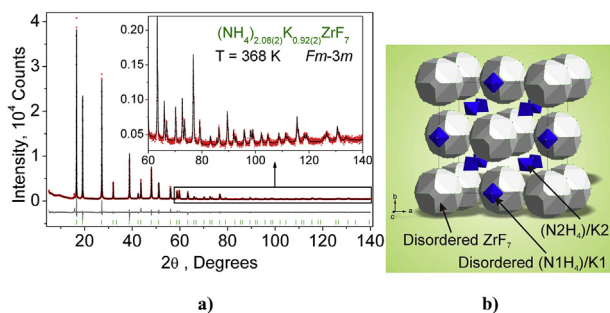 a)
(NH₄)₂.₀₈₍₂₎K₀.₉₂₍₂₎ZrF₇
T = 368 K Fm-3m
0.20
0.15
0.10
0.05
60 80 100 120 140
Intensity, 10⁴ Counts
4
3
2
1
0
20 40 60 80 100 120 140
2θ , Degrees
b
c a
(N2H₄)/K2
Disordered ZrF₇
Disordered (N1H₄)/K1
a)
b)